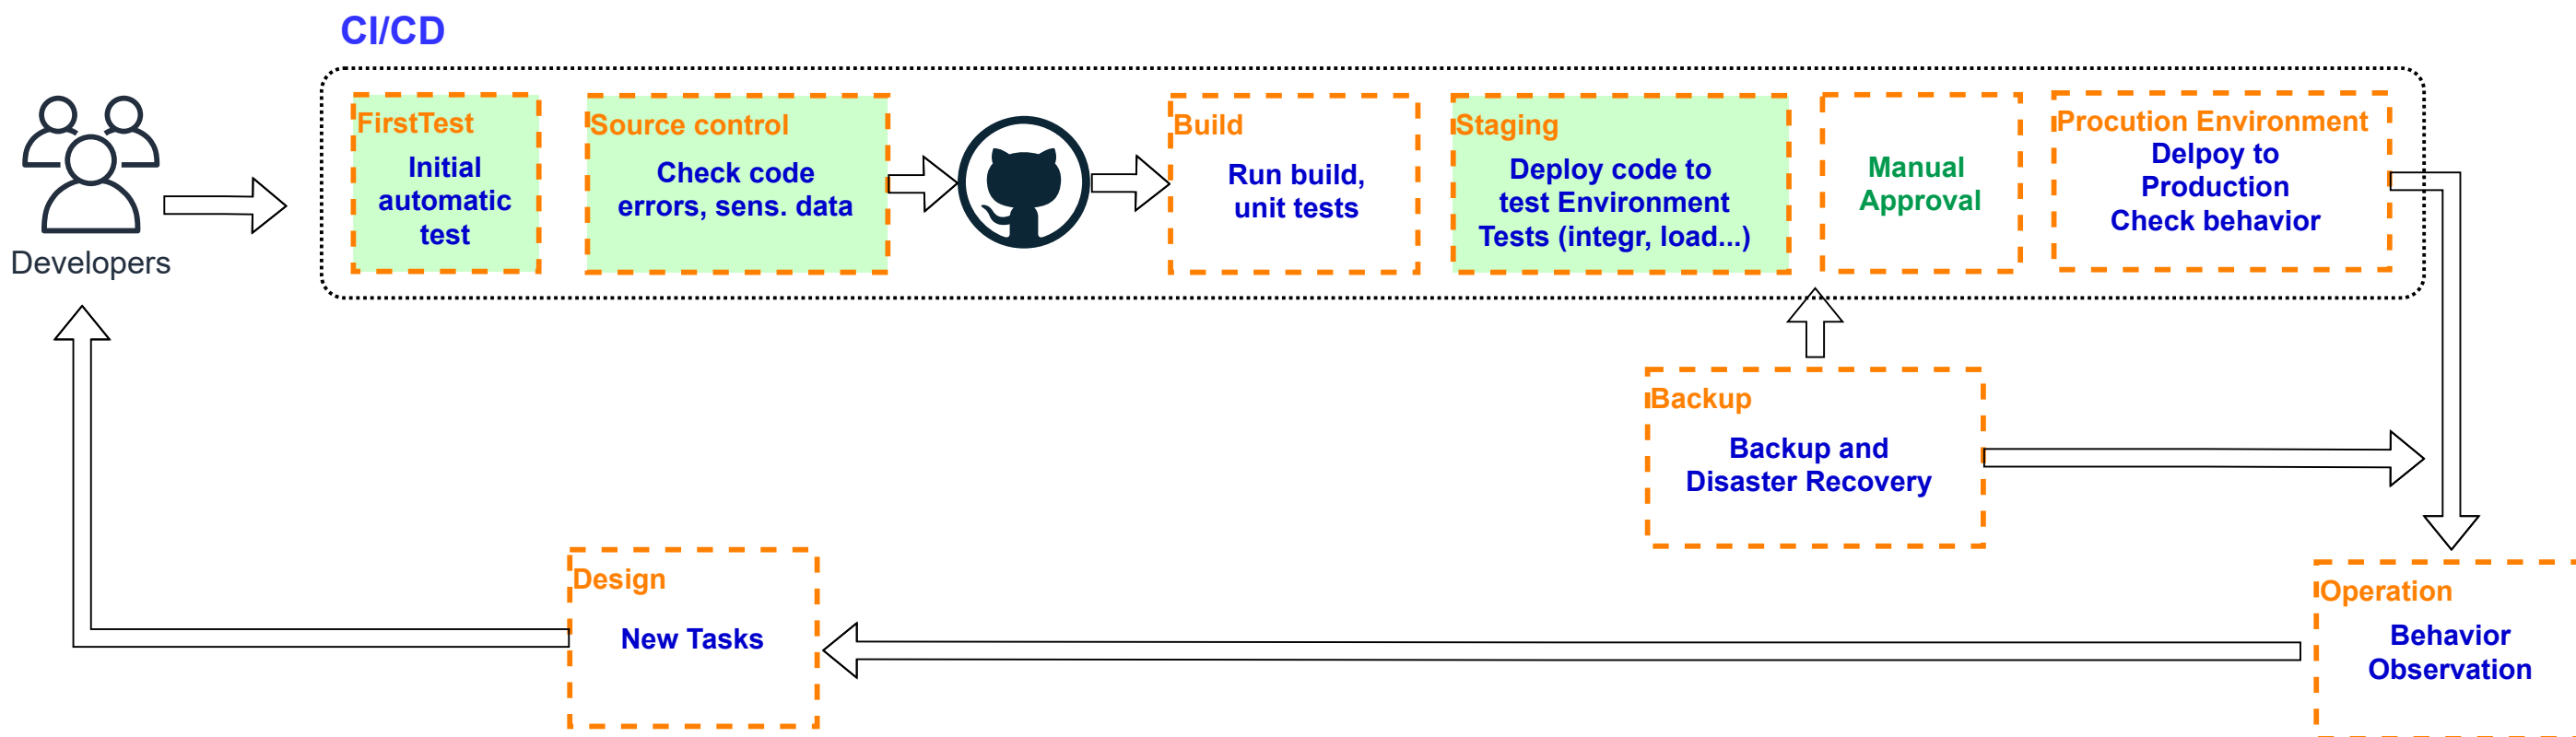 CI/CD
Developers
FirstTest
Initial
automatic
test
Source control
Check code
errors, sens. data
Build
Run build,
unit tests
Staging
Deploy code to
test Environment
Tests (integr, load...)
Manual
Approval
Procution Environment
Delpoy to
Production
Check behavior
Backup
Backup and
Disaster Recovery
Design
New Tasks
Operation
Behavior
Observation